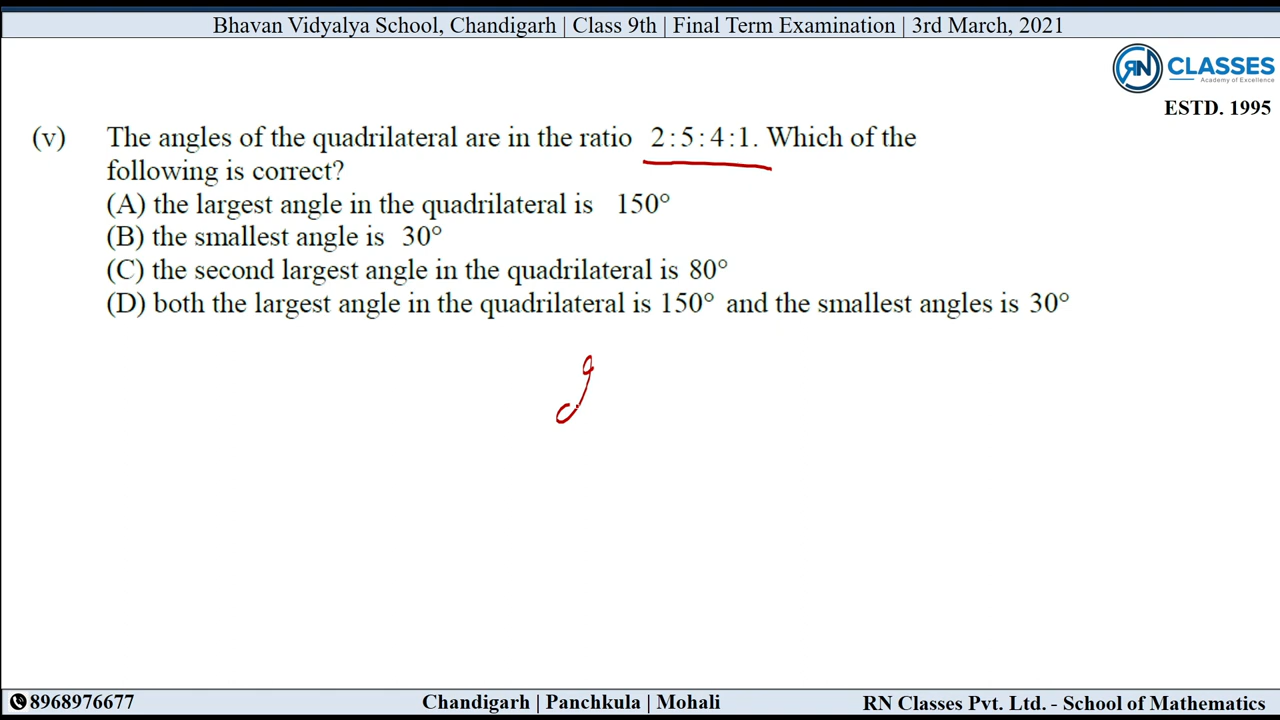 Bhavan Vidyalya School, Chandigarh | Class 9th | Final Term Examination | 3rd March, 2021
RN CLASSES
Academy of Excellence
ESTD. 1995
(v) The angles of the quadrilateral are in the ratio 2 : 5 : 4 : 1. Which of the
following is correct?
(A) the largest angle in the quadrilateral is 150°
(B) the smallest angle is 30°
(C) the second largest angle in the quadrilateral is 80°
(D) both the largest angle in the quadrilateral is 150° and the smallest angles is 30°
8968976677
Chandigarh | Panchkula | Mohali
RN Classes Pvt. Ltd. - School of Mathematics